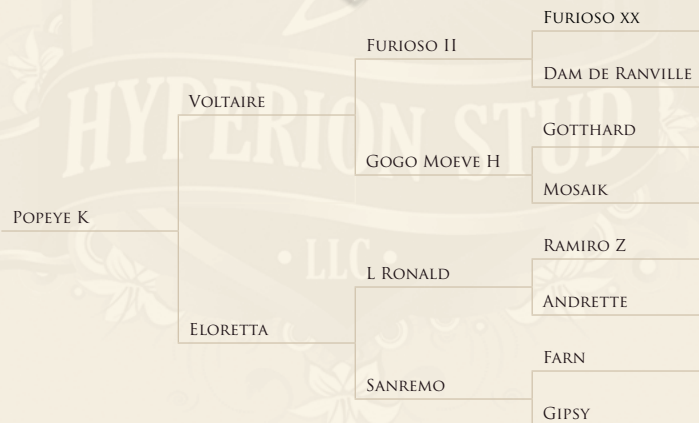 FURIOSO XX
FURIOSO II
DAM DE RANVILLE
VOLTAIRE
GOTTHARD
GOGO MOEVE H
MOSAIK
POPEYE K
RAMIRO Z
L RONALD
ANDRETTE
ELORETTA
FARN
SANREMO
GIPSY
HYPERION STUD
• LLC •